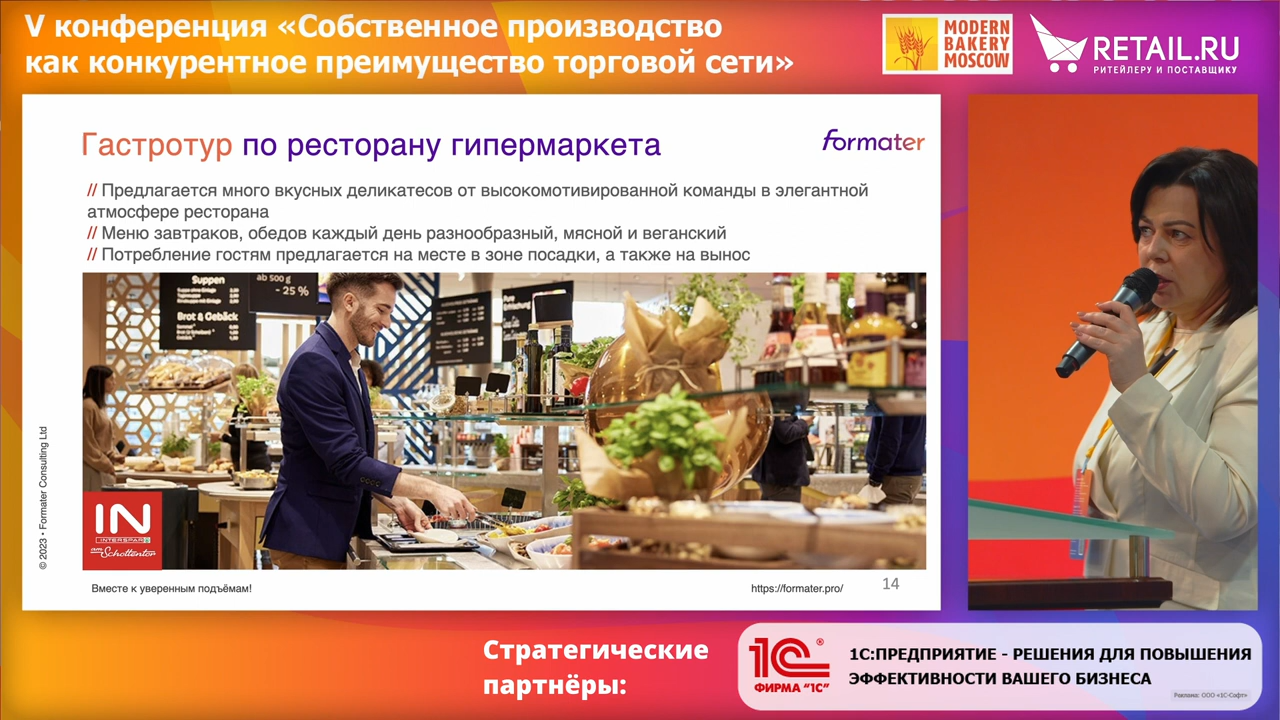 V конференция «Собственное производство
как конкурентное преимущество торговой сети»
MODERN
BAKERY
MOSCOW
RETAIL.RU
РИТЕЙЛЕРУ И ПОСТАВЩИКУ
Гастротур по ресторану гипермаркета
formater
// Предлагается много вкусных деликатесов от высокомотивированной команды в элегантной
атмосфере ресторана
// Меню завтраков, обедов каждый день разнообразный, мясной и веганский
// Потребление гостям предлагается на месте в зоне посадки, а также на вынос
Suppen
ab 500 g
- 25 %
Brot & Gebäck
IN
INTERSPAR
am Schottentor
© 2023 • Formater Consulting Ltd
Вместе к уверенным подъёмам!
https://formater.pro/
14
Стратегические
партнёры:
1С®
ФИРМА "1С"
1С:ПРЕДПРИЯТИЕ - РЕШЕНИЯ ДЛЯ ПОВЫШЕНИЯ
ЭФФЕКТИВНОСТИ ВАШЕГО БИЗНЕСА
Реклама: ООО «1С-Софт»